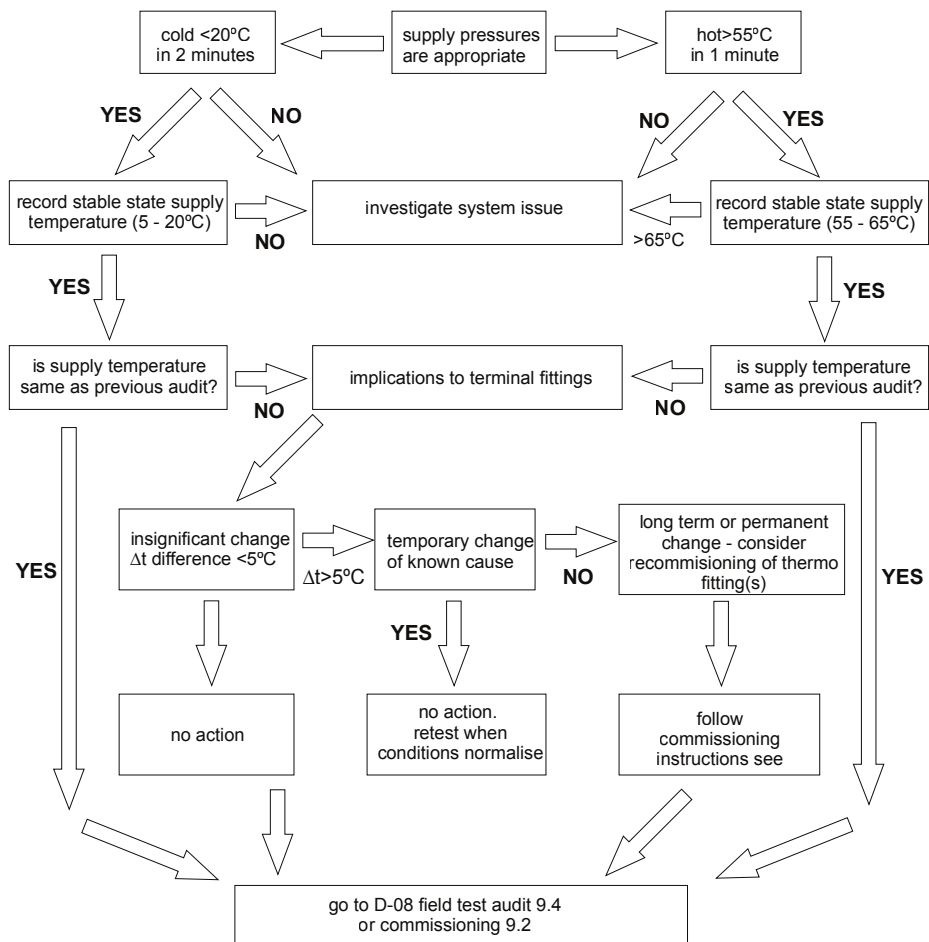 cold <20ºC
in 2 minutes
supply pressures
are appropriate
hot>55ºC
in 1 minute
YES
NO
NO
YES
record stable state supply
temperature (5 - 20ºC)
NO
investigate system issue
>65ºC
record stable state supply
temperature (55 - 65ºC)
YES
YES
is supply temperature
same as previous audit?
NO
implications to terminal fittings
NO
is supply temperature
same as previous audit?
YES
insignificant change
Δt difference <5ºC
Δt>5ºC
temporary change
of known cause
NO
long term or permanent
change - consider
recommisioning of thermo
fitting(s)
YES
YES
no action
no action.
retest when
conditions normalise
follow
commissioning
instructions see
go to D-08 field test audit 9.4
or commissioning 9.2